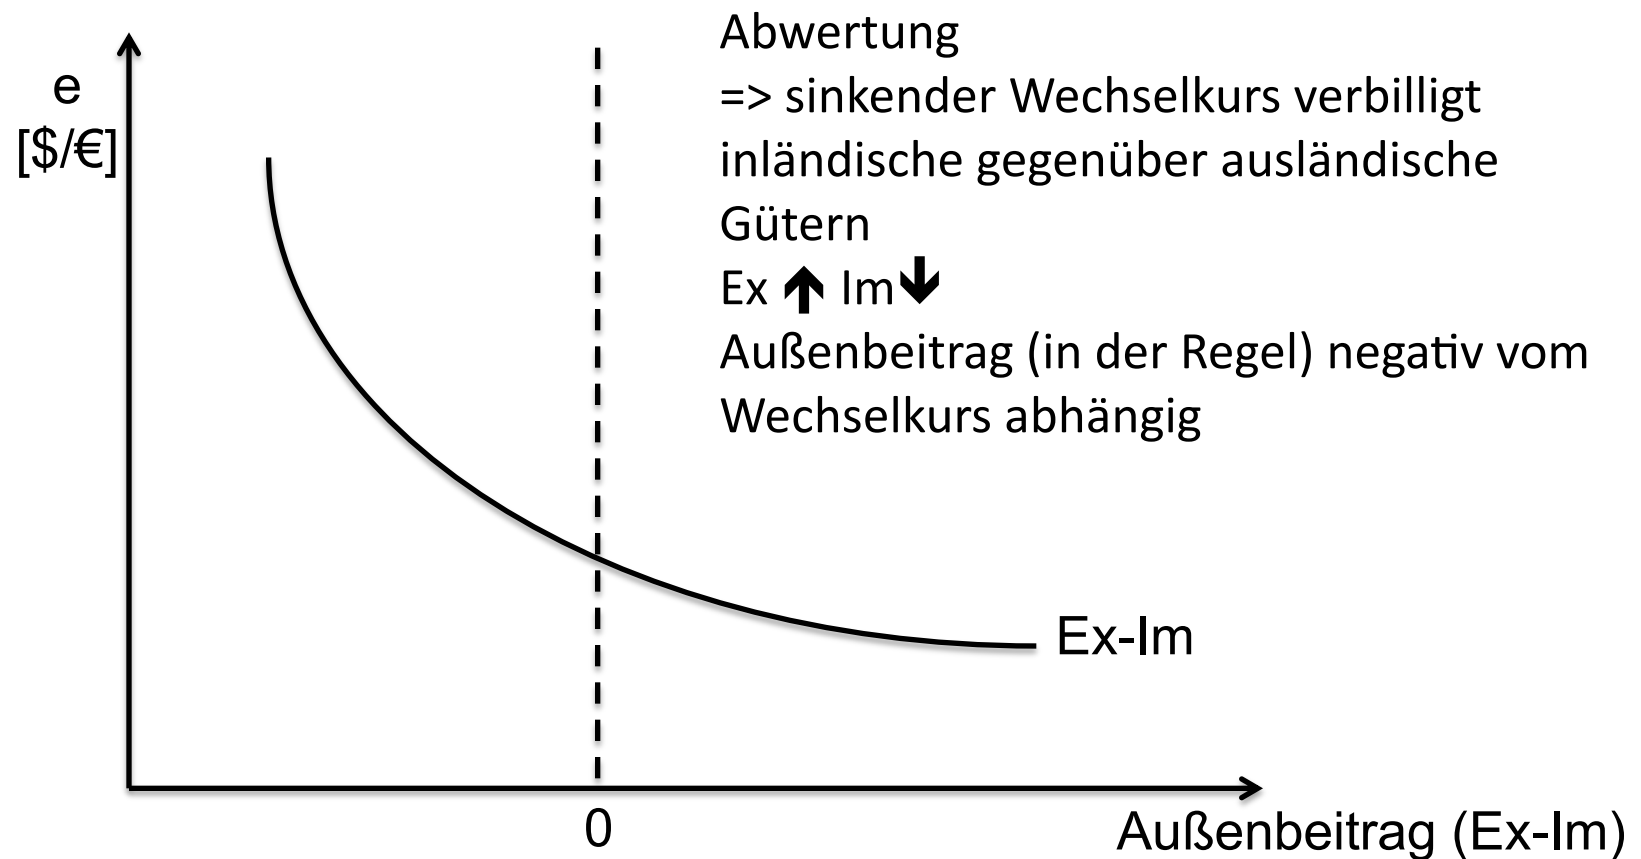 Abwertung
=> sinkender Wechselkurs verbilligt
inländische gegenüber ausländische
Gütern
Ex 🡹 Im🡻
Außenbeitrag (in der Regel) negativ vom
Wechselkurs abhängig
e
[$/€]
Ex-Im
0
Außenbeitrag (Ex-Im)